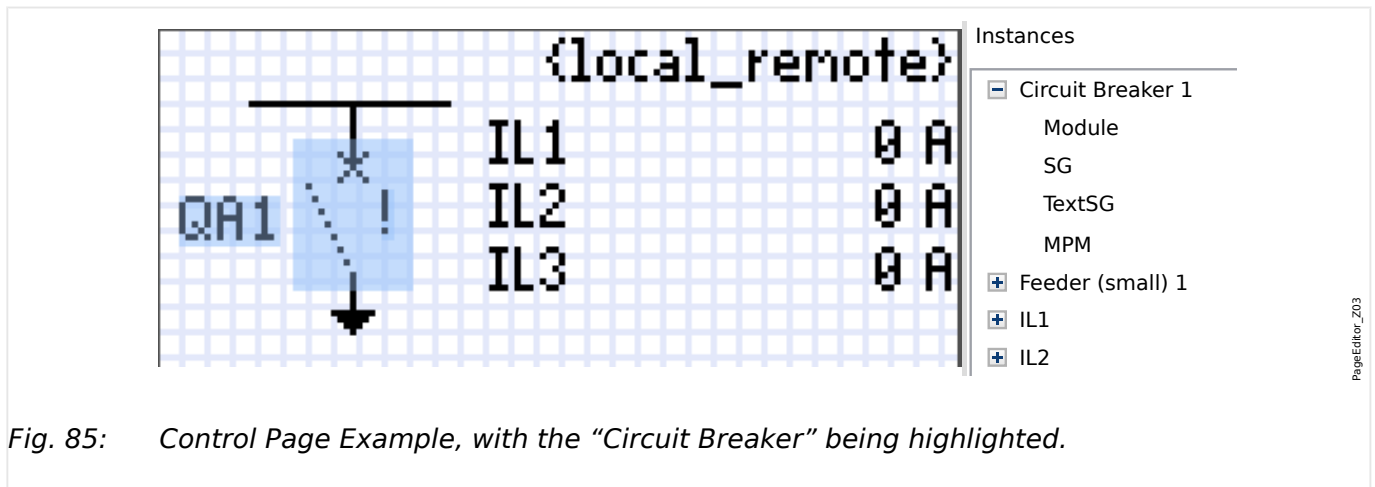 {local_remote}
IL1 0 A
QA1
!
IL2 0 A
IL3 0 A
Instances
Circuit Breaker 1
Module
SG
TextSG
MPM
Feeder (small) 1
IL1
IL2
PageEditor_Z03
Fig. 85: Control Page Example, with the “Circuit Breaker” being highlighted.